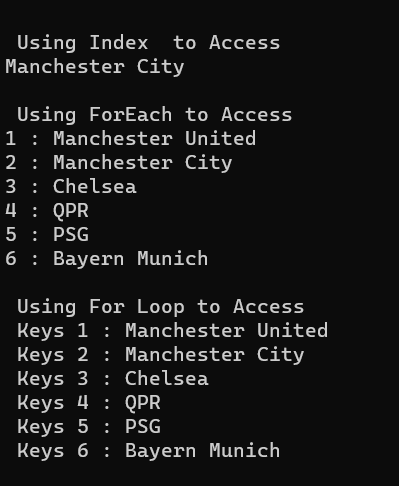 Using Index  to Access
Manchester City
Using ForEach to Access
1 : Manchester United
2 : Manchester City
3 : Chelsea
4 : QPR
5 : PSG
6 : Bayern Munich
Using For Loop to Access
Keys 1 : Manchester United
Keys 2 : Manchester City
Keys 3 : Chelsea
Keys 4 : QPR
Keys 5 : PSG
Keys 6 : Bayern Munich